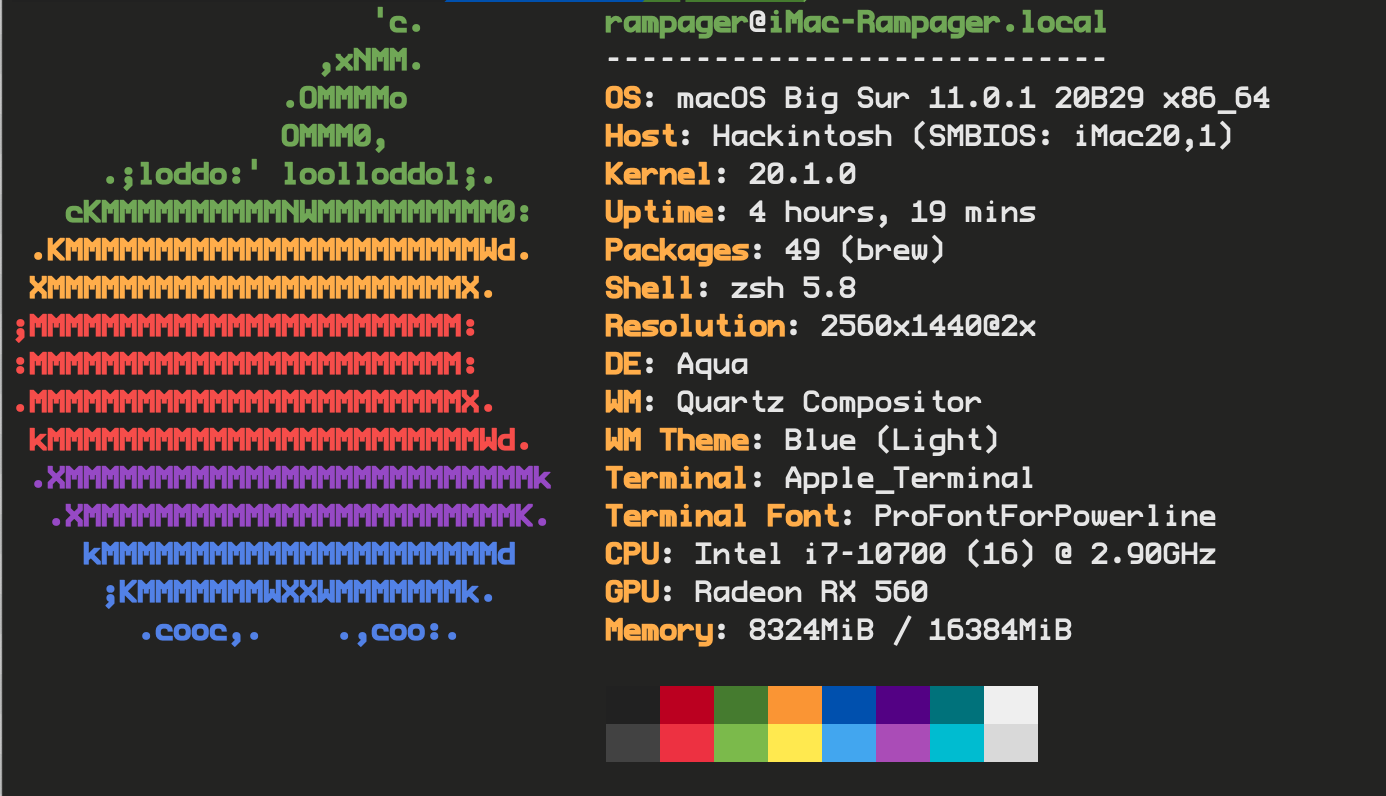 'c. rampager@iMac-Rampager.local
,xNMM. ----------------------------
.OMMMMo OS: macOS Big Sur 11.0.1 20B29 x86_64
OMMM0, Host: Hackintosh (SMBIOS: iMac20,1)
.;loddo:' loolloddol;. Kernel: 20.1.0
cKMMMMMMMMMMNWMMMMMMMMMM0: Uptime: 4 hours, 19 mins
.KMMMMMMMMMMMMMMMMMMMMMMMWd. Packages: 49 (brew)
XMMMMMMMMMMMMMMMMMMMMMMMX. Shell: zsh 5.8
;MMMMMMMMMMMMMMMMMMMMMMMM: Resolution: 2560x1440@2x
:MMMMMMMMMMMMMMMMMMMMMMMM: DE: Aqua
.MMMMMMMMMMMMMMMMMMMMMMMMX. WM: Quartz Compositor
kMMMMMMMMMMMMMMMMMMMMMMMMWd. WM Theme: Blue (Light)
.XMMMMMMMMMMMMMMMMMMMMMMMMMMk Terminal: Apple_Terminal
.XMMMMMMMMMMMMMMMMMMMMMMMMK. Terminal Font: ProFontForPowerline
kMMMMMMMMMMMMMMMMMMMMMMd CPU: Intel i7-10700 (16) @ 2.90GHz
;KMMMMMMMWXXWMMMMMMMk. GPU: Radeon RX 560
.cooc,. .,coo:. Memory: 8324MiB / 16384MiB